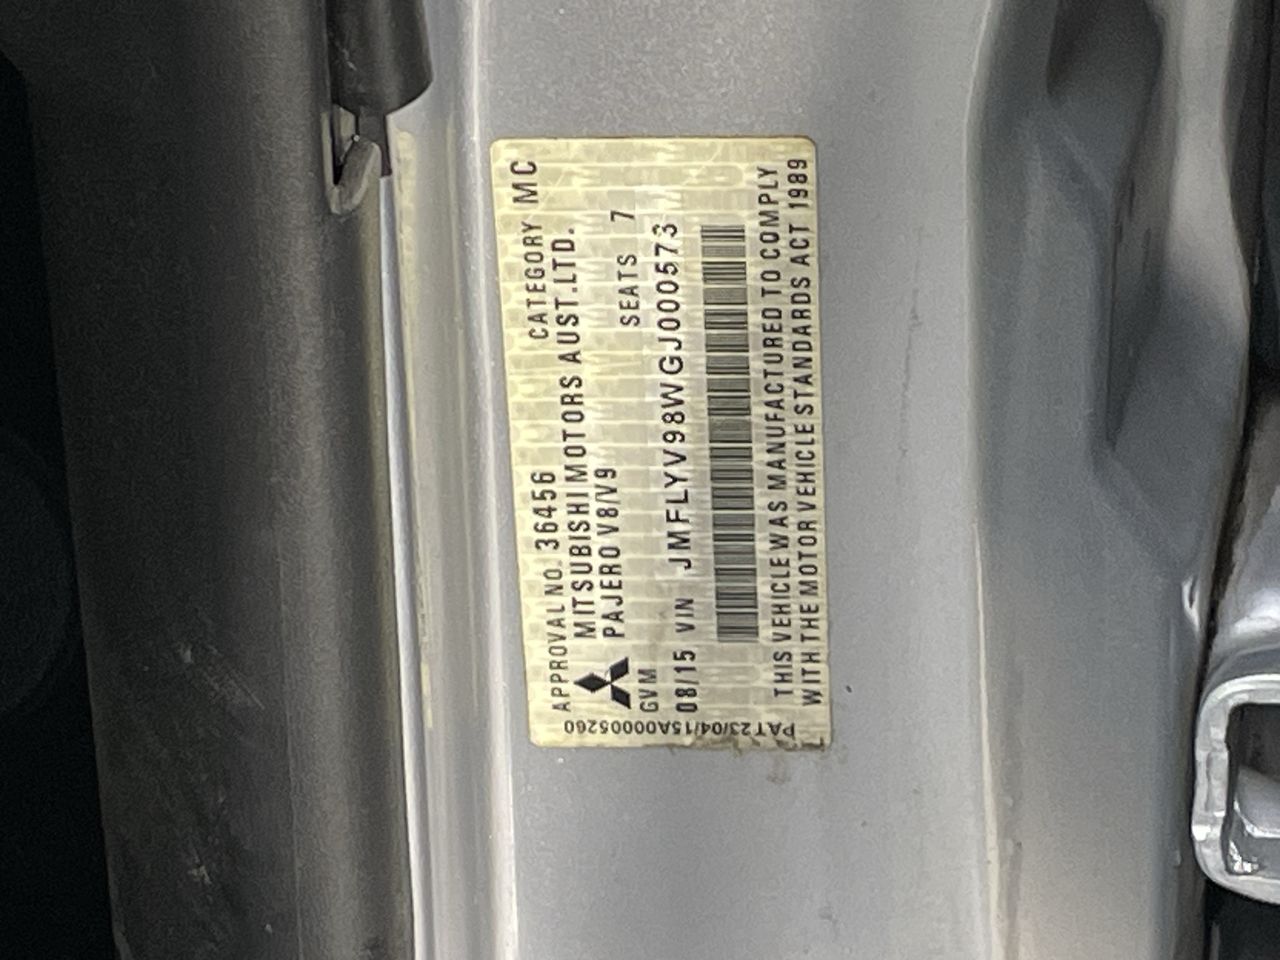 APPROVAL NO. 36456 CATEGORY MC
MITSUBISHI MOTORS AUST.LTD.
PAJERO V8/V9
GVM SEATS 7
08/15 VIN JMFLYV98WGJ000573
THIS VEHICLE WAS MANUFACTURED TO COMPLY
WITH THE MOTOR VEHICLE STANDARDS ACT 1989
PAT23/04/15A00005260